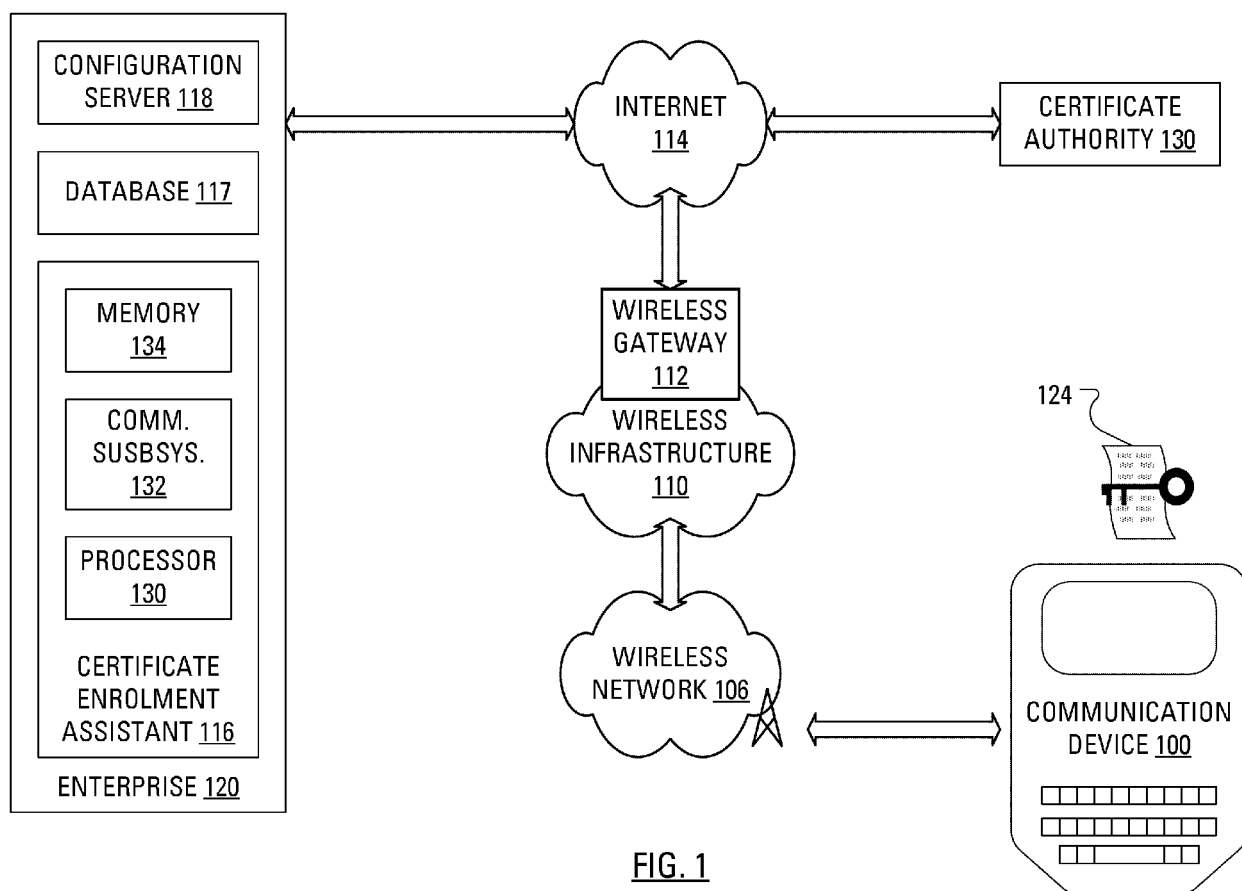 CONFIGURATION
SERVER 118
DATABASE 117
MEMORY
134
COMM.
SUSBSYS.
132
PROCESSOR
130
CERTIFICATE
ENROLMENT
ASSISTANT 116
ENTERPRISE 120
INTERNET
114
CERTIFICATE
AUTHORITY 130
WIRELESS
GATEWAY
112
WIRELESS
INFRASTRUCTURE
110
WIRELESS
NETWORK 106
124
COMMUNICATION
DEVICE 100
FIG. 1